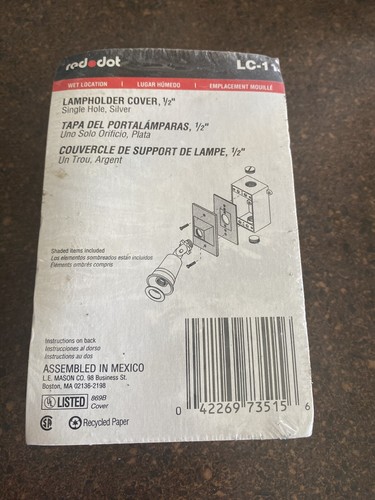 red dot
LC-11
WET LOCATION | LUGAR HÚMEDO | EMPLACEMENT MOUILLÉ
LAMPHOLDER COVER, ½"
Single Hole, Silver
TAPA DEL PORTALÁMPARAS, ½"
Uno Solo Orificio, Plata
COUVERCLE DE SUPPORT DE LAMPE, ½"
Un Trou, Argent
Shaded items included
Los elementos sombreados están incluidos
Éléments ombrés compris
Instructions on back
Instrucciones al dorso
Instructions au dos
ASSEMBLED IN MEXICO
L.E. MASON CO, 98 Business St.
Boston, MA 02136-2198
UL LISTED 869B
Cover
SA Recycled Paper
0 42269 73515 6